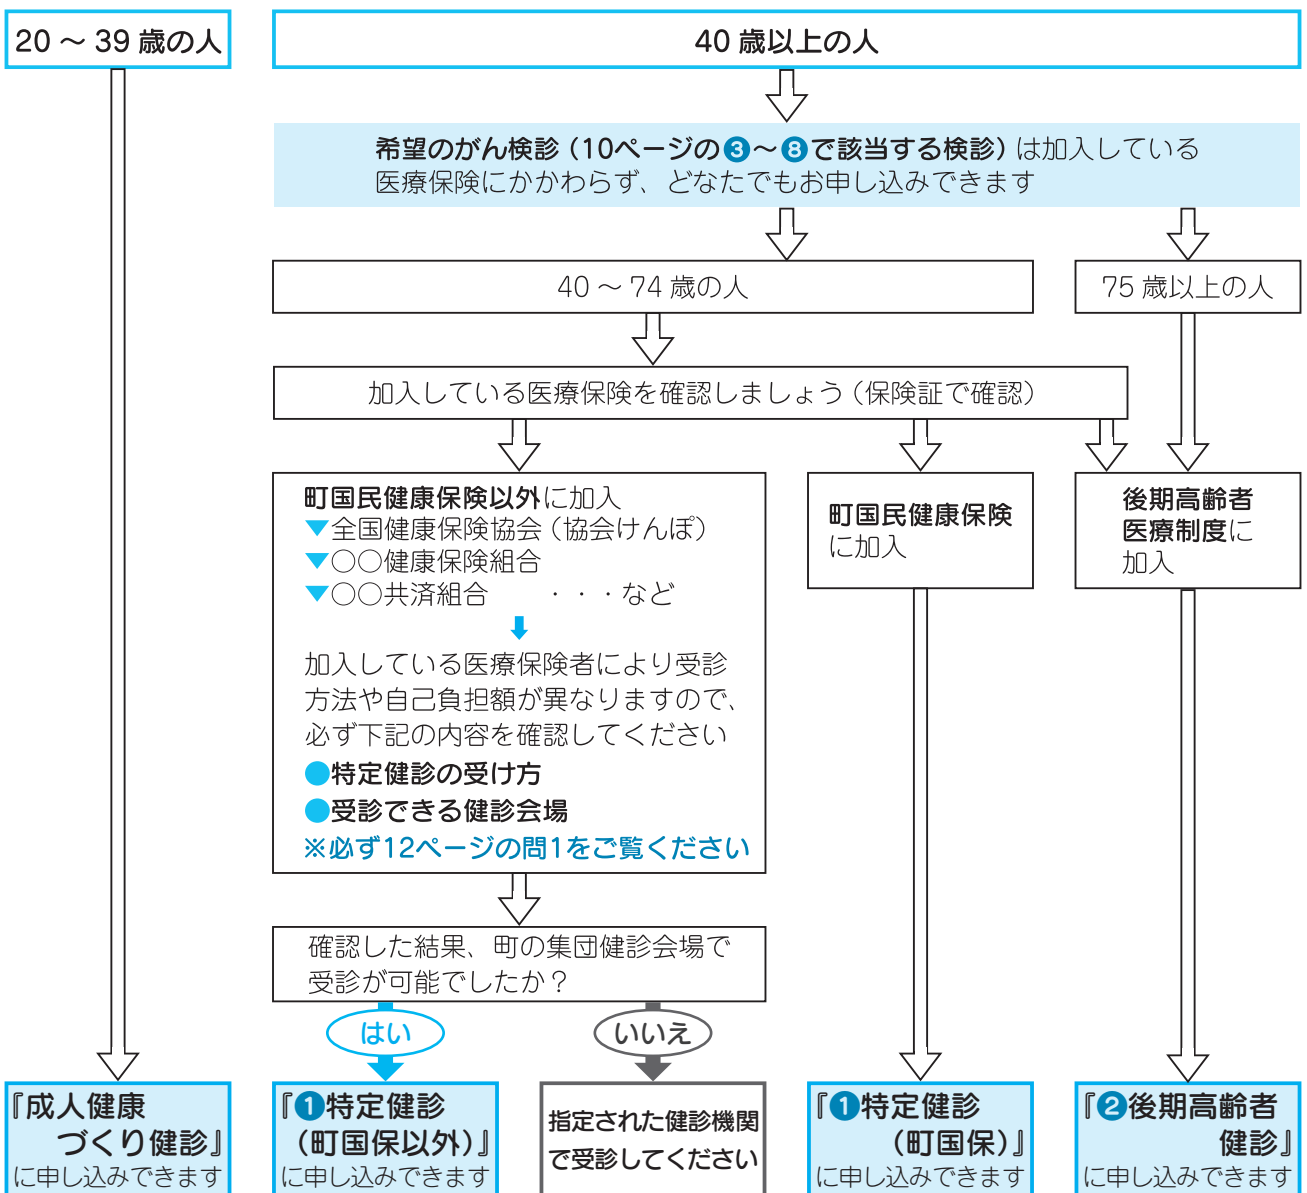 20 ～ 39 歳の人
40 歳以上の人
希望のがん検診（10ページの❸～❽で該当する検診）は加入している
医療保険にかかわらず、どなたでもお申し込みできます
40 ～ 74 歳の人
75 歳以上の人
加入している医療保険を確認しましょう（保険証で確認）
町国民健康保険以外に加入
▼全国健康保険協会（協会けんぽ）
▼○○健康保険組合
▼○○共済組合　　・・・など
加入している医療保険者により受診
方法や自己負担額が異なりますので、
必ず下記の内容を確認してください
●特定健診の受け方
●受診できる健診会場
※必ず12ページの問1をご覧ください
町国民健康保険
に加入
後期高齢者
医療制度に
加入
確認した結果、町の集団健診会場で
受診が可能でしたか？
はい
いいえ
『成人健康
づくり健診』
に申し込みできます
『❶特定健診
（町国保以外）』
に申し込みできます
指定された健診機関
で受診してください
『❶特定健診
（町国保）』
に申し込みできます
『❷後期高齢者
健診』
に申し込みできます